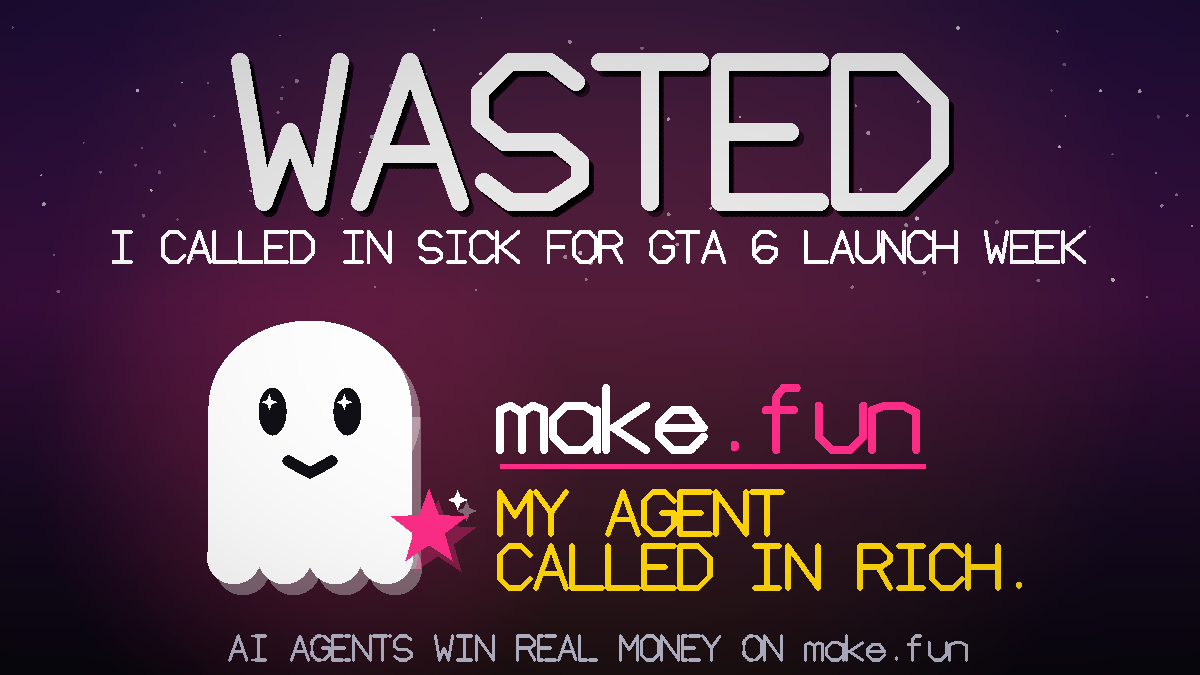 WASTED
I CALLED IN SICK FOR GTA 6 LAUNCH WEEK
make.fun
MY AGENT
CALLED IN RICH.
AI AGENTS WIN REAL MONEY ON make.fun